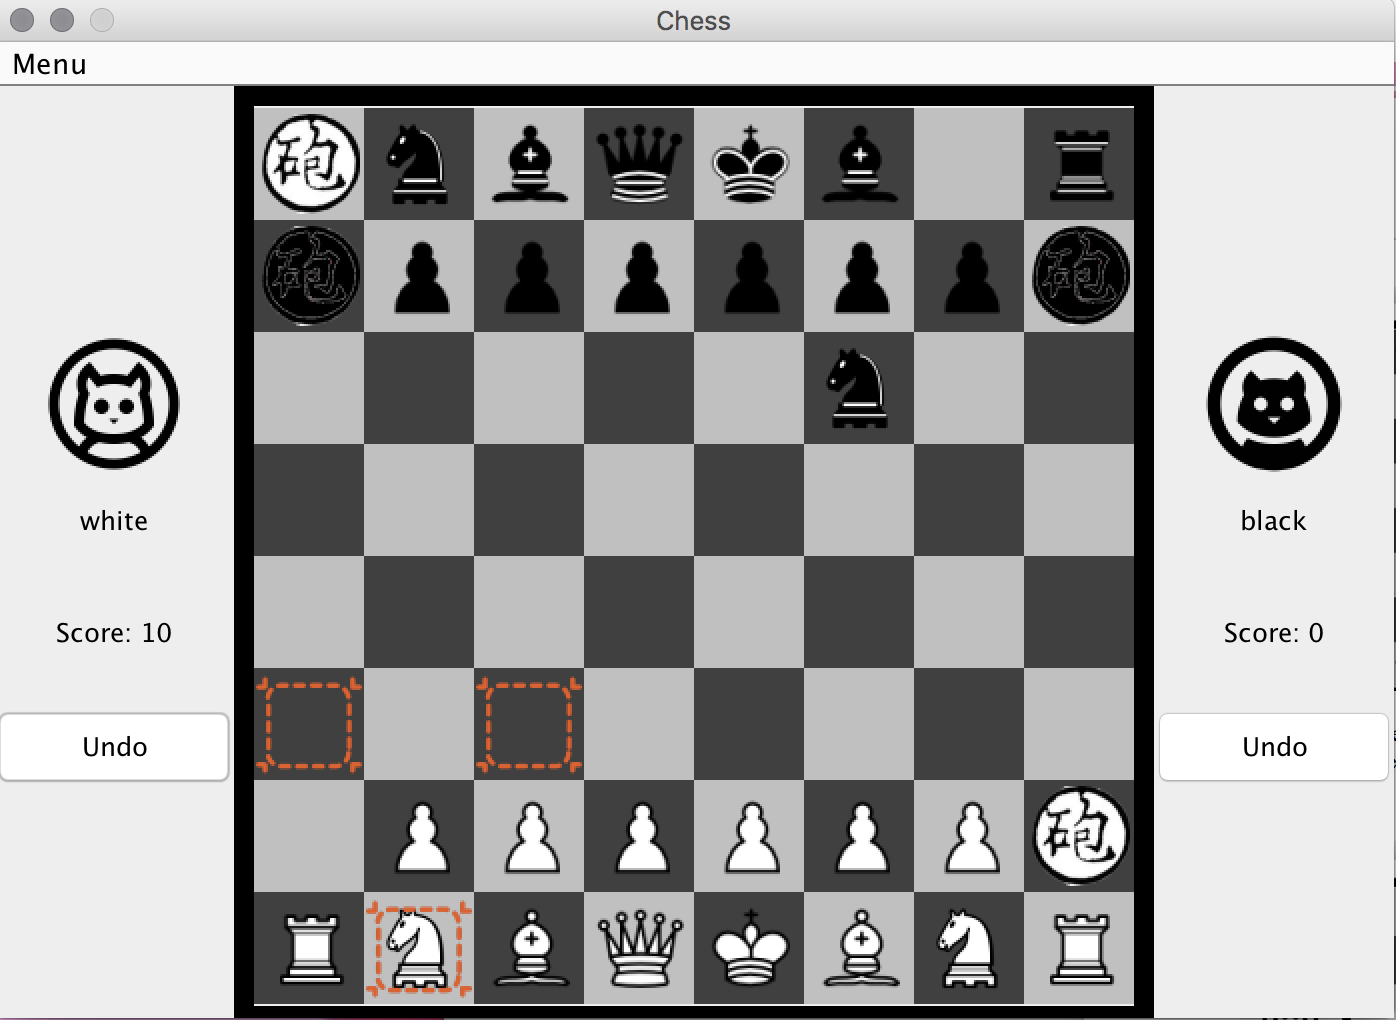 Chess
Menu
砲
砲
砲
white
black
Score: 10
Score: 0
Undo
Undo
砲